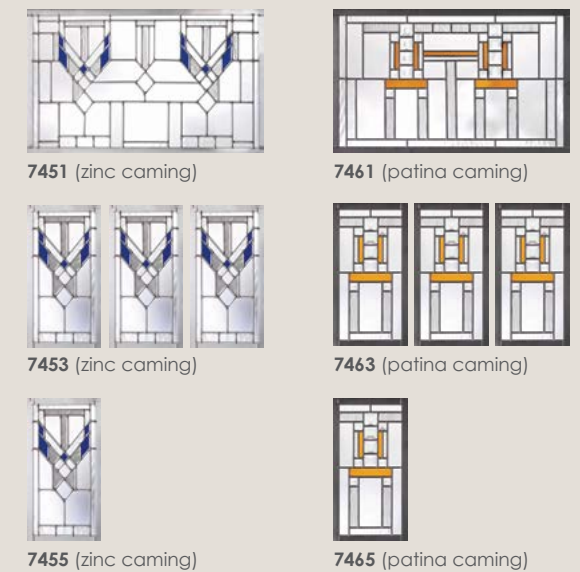 7451 (zinc caming)
7461 (patina caming)
7453 (zinc caming)
7463 (patina caming)
7455 (zinc caming)
7465 (patina caming)